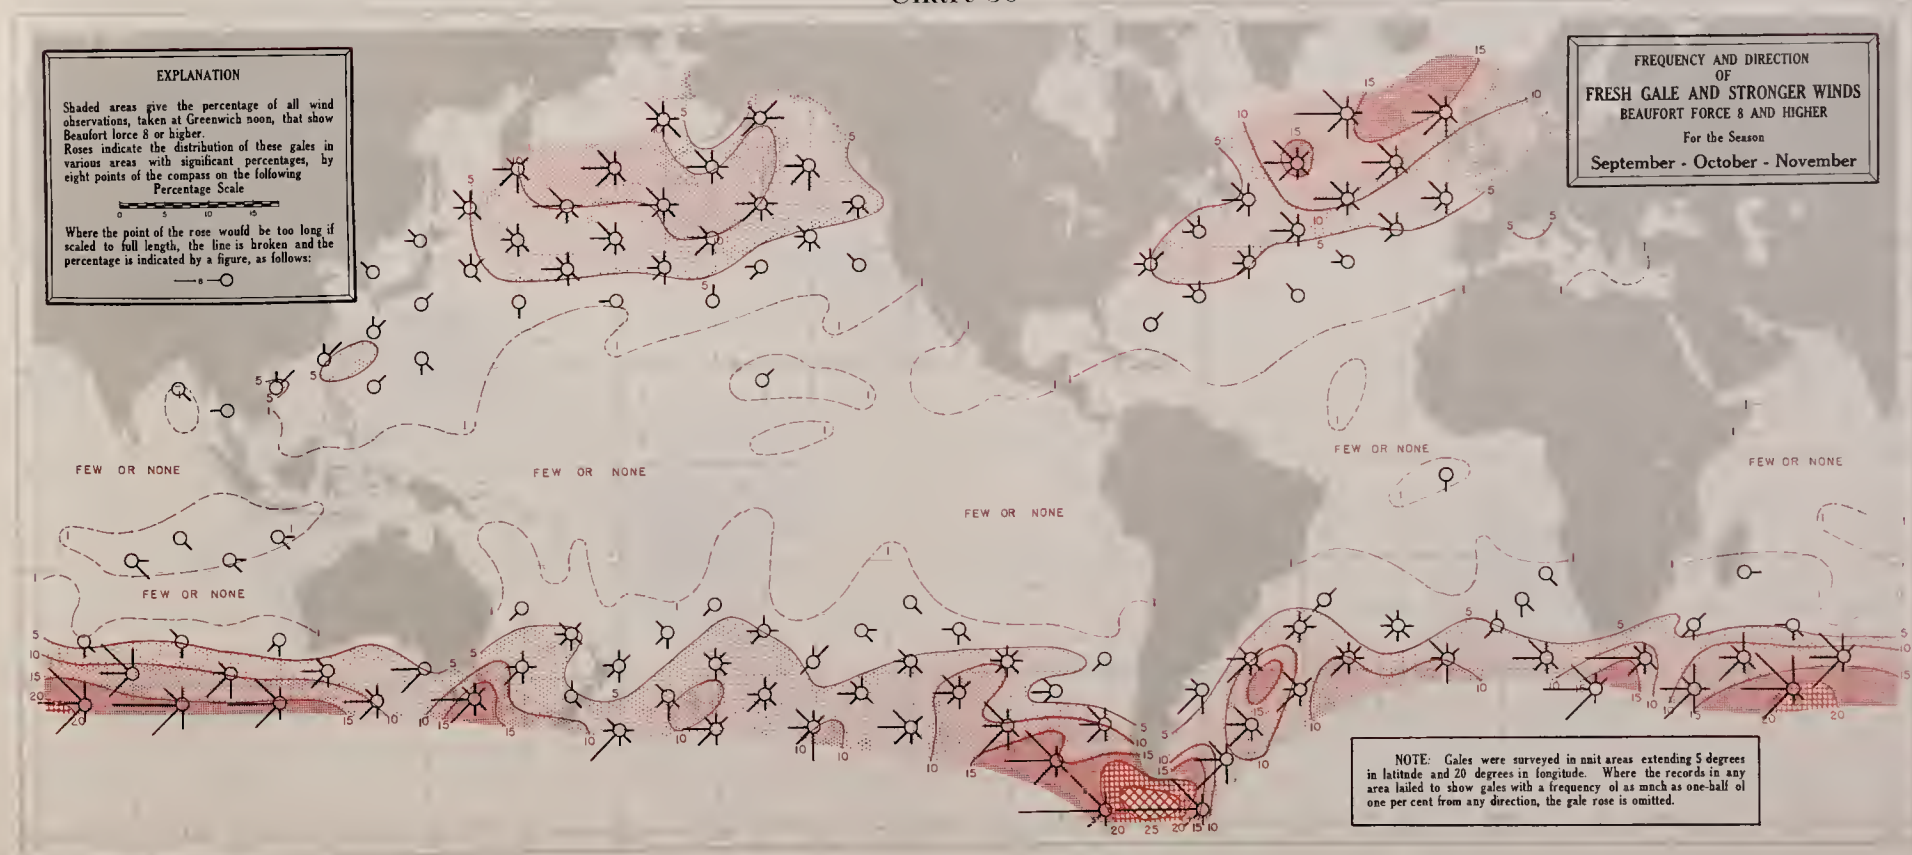 EXPLANATION
Shaded areas give the percentage of all wind
observations, taken at Greenwich noon, that show
Beaufort force 8 or higher.
Roses indicate the distribution of these gales in
various areas with significant percentages, by
eight points of the compass on the following
Percentage Scale
0 5 10 15
Where the point of the rose would be too long if
scaled to full length, the line is broken and the
percentage is indicated by a figure, as follows:
8
FREQUENCY AND DIRECTION
OF
FRESH GALE AND STRONGER WINDS
BEAUFORT FORCE 8 AND HIGHER
For the Season
September - October - November
FEW OR NONE
FEW OR NONE
FEW OR NONE
FEW OR NONE
FEW OR NONE
FEW OR NONE
NOTE: Gales were surveyed in unit areas extending 5 degrees
in latitude and 20 degrees in longitude. Where the records in any
area failed to show gales with a frequency of as much as one-half of
one per cent from any direction, the gale rose is omitted.
20 25 20 15 10